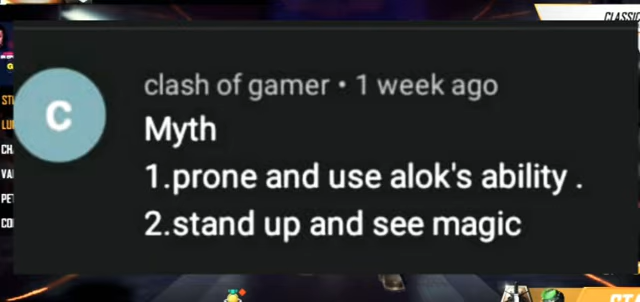 CLASSIC
C
clash of gamer • 1 week ago
Myth
1.prone and use alok's ability .
2.stand up and see magic